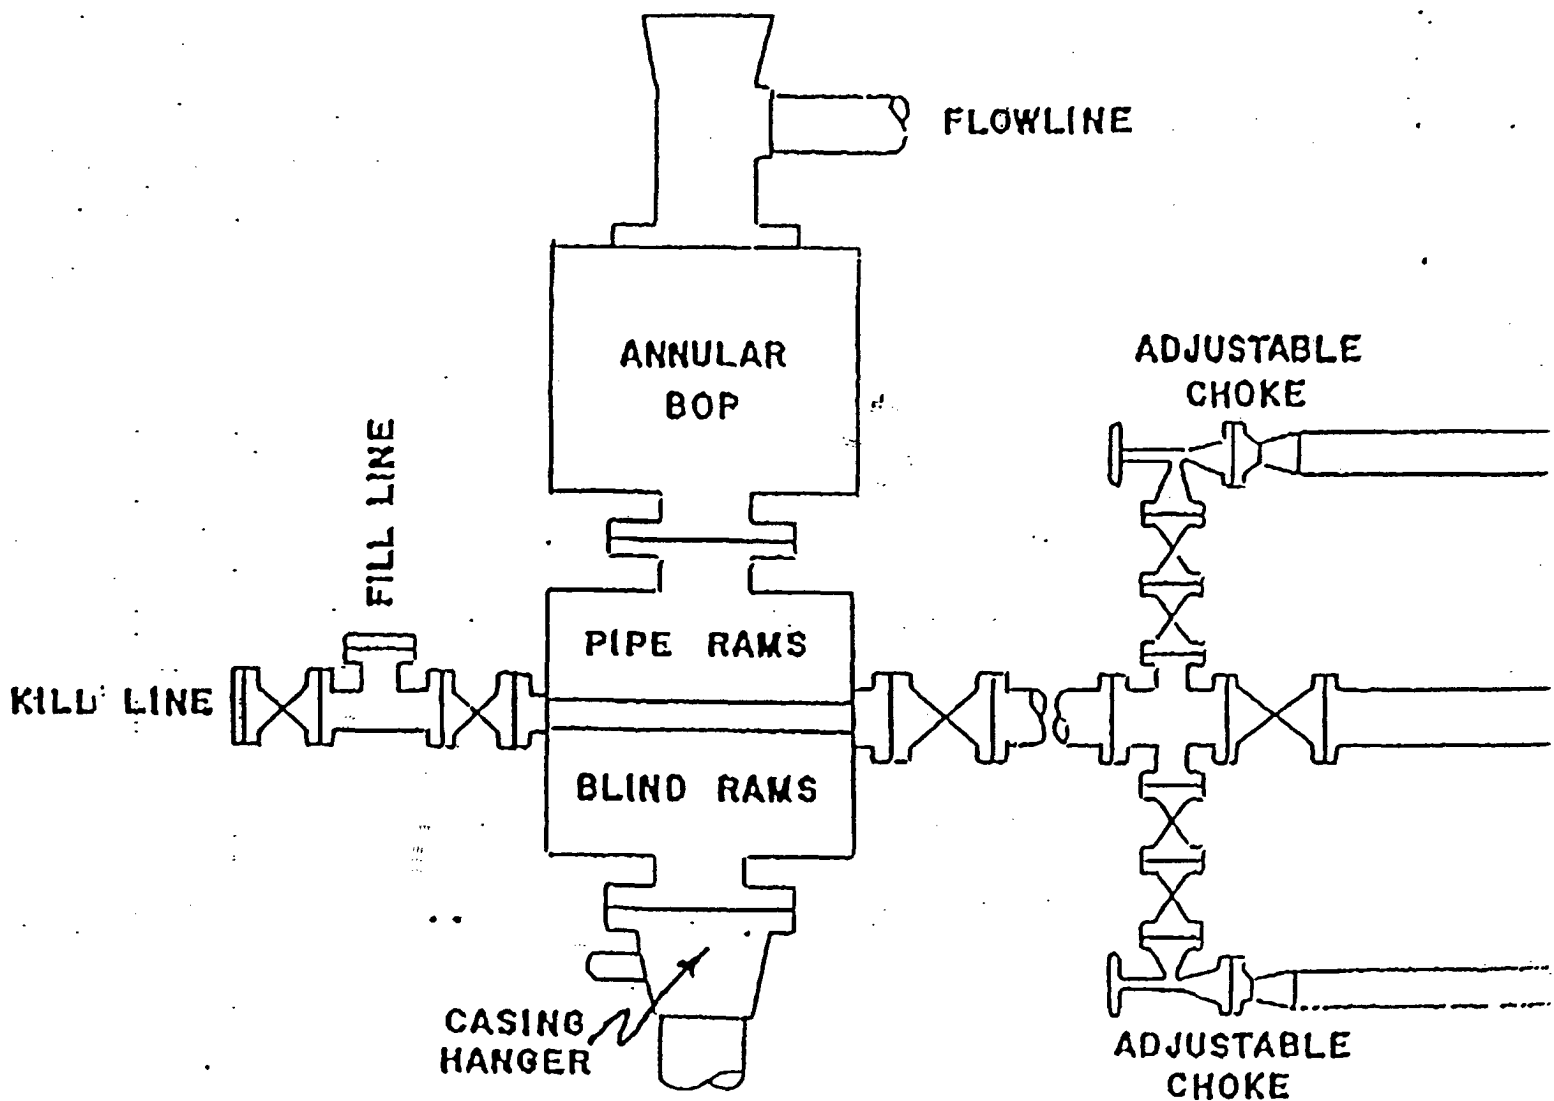 FLOWLINE
ANNULAR
BOP
ADJUSTABLE
CHOKE
FILL LINE
PIPE RAMS
KILL LINE
BLIND RAMS
CASING
HANGER
ADJUSTABLE
CHOKE